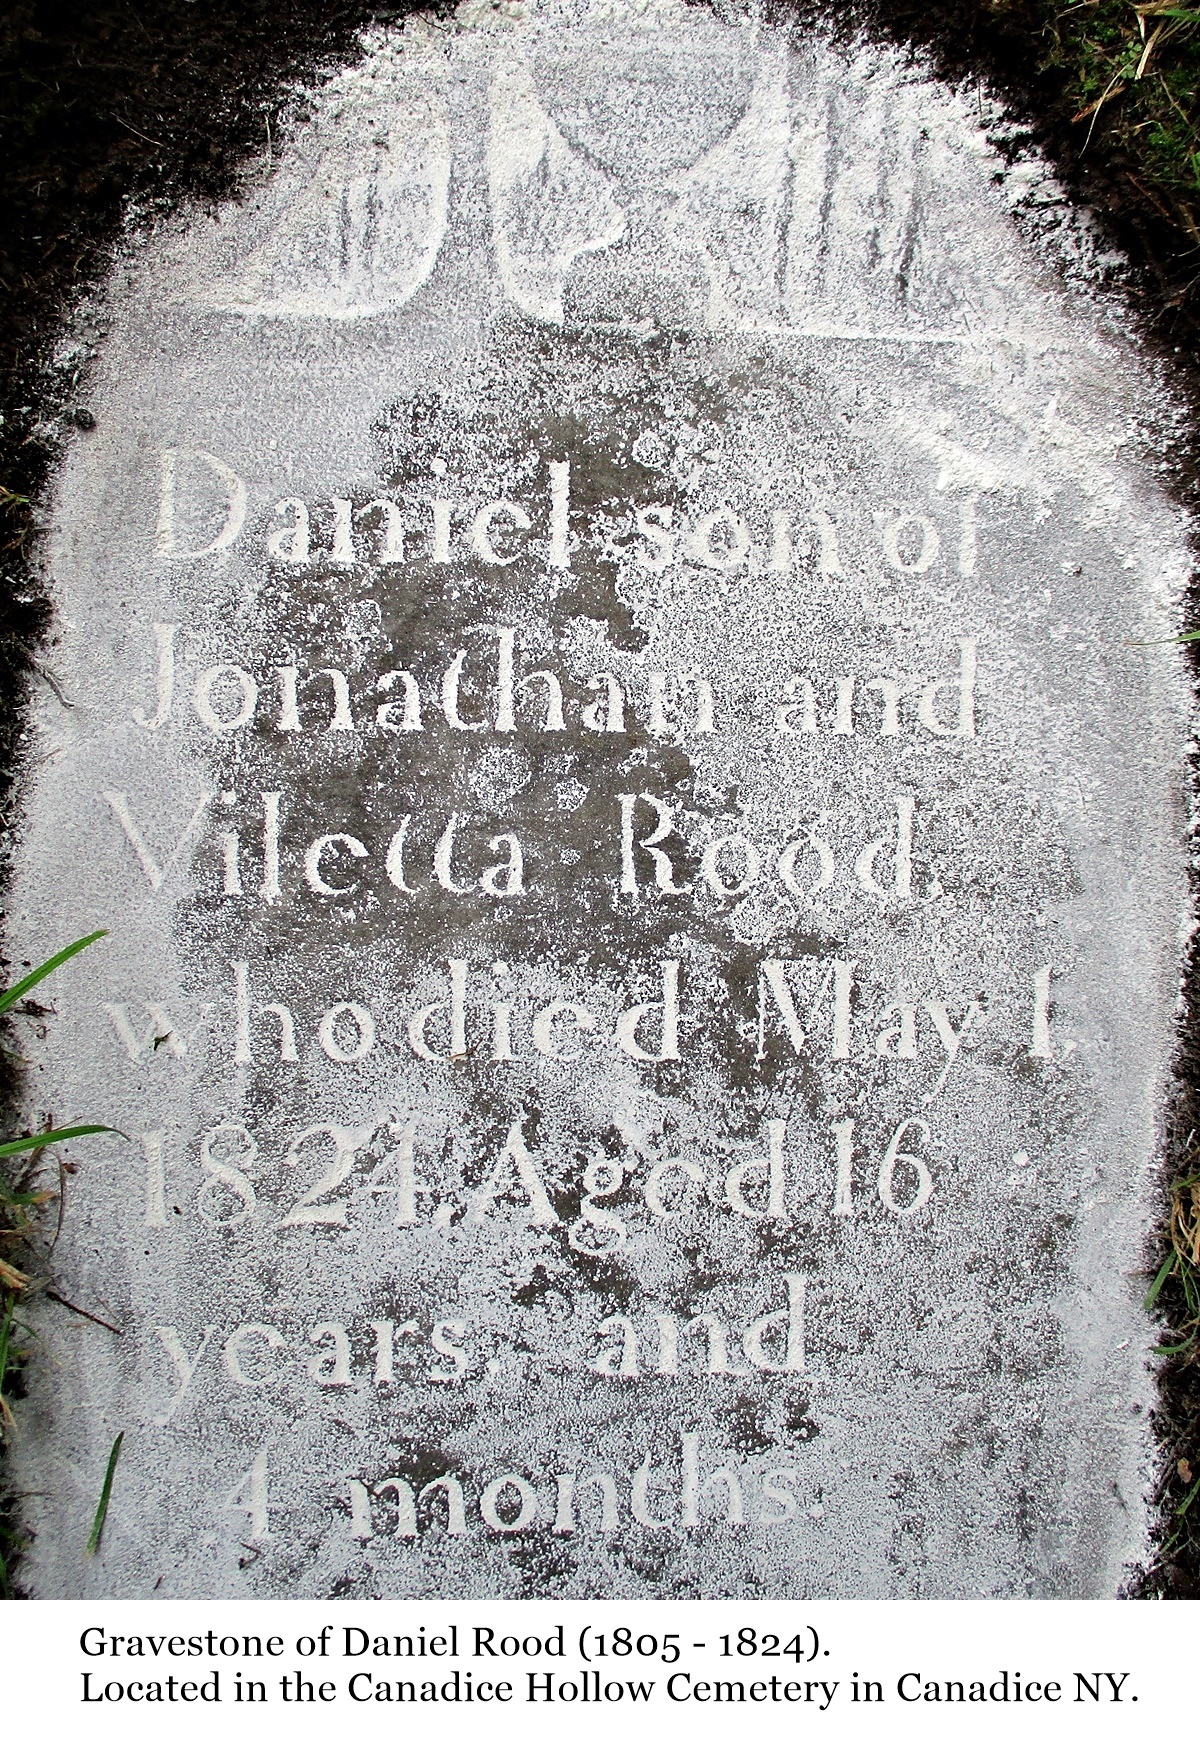 Daniel son of
Jonathan and
Viletta Rood,
who died May 1.
1824. Aged 16
years. and
4 months.
Gravestone of Daniel Rood (1805 - 1824).
Located in the Canadice Hollow Cemetery in Canadice NY.